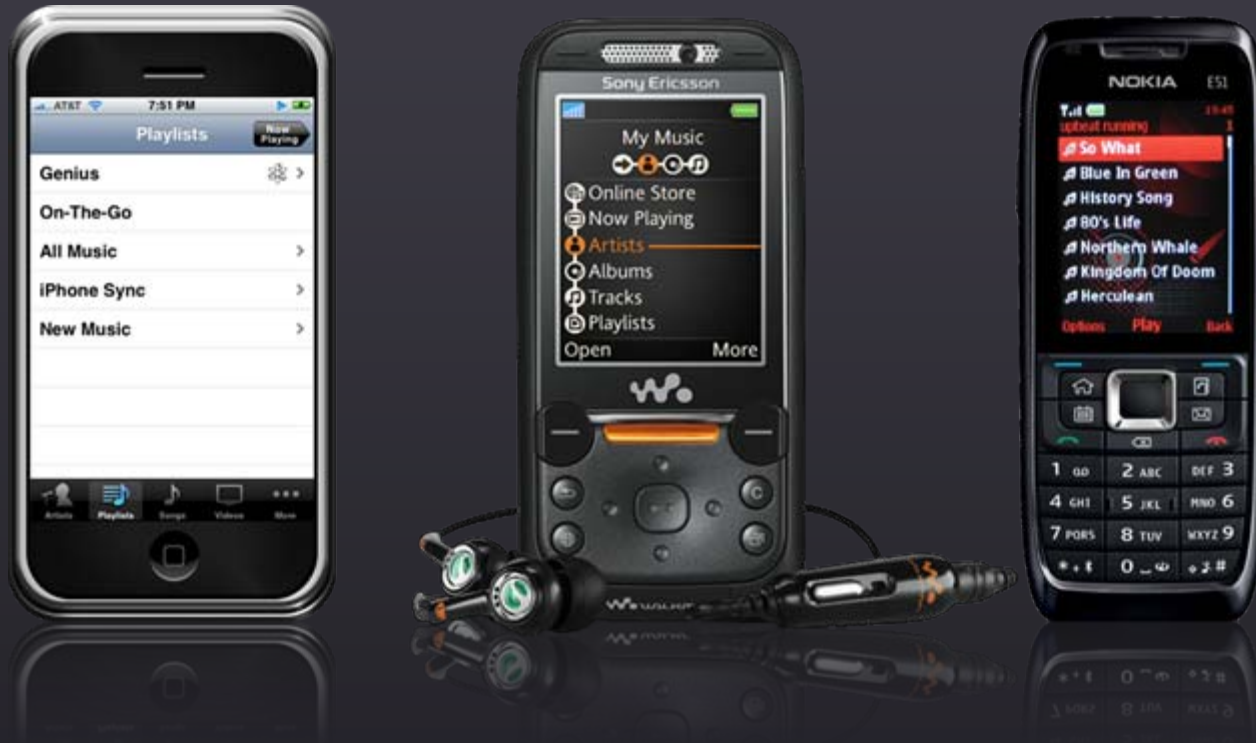 AT&T 7:51 PM
Playlists
Now Playing
Genius
On-The-Go
All Music
iPhone Sync
New Music
Artists Playlists Songs Videos More
Sony Ericsson
My Music
Online Store
Now Playing
Artists
Albums
Tracks
Playlists
Open More
NOKIA E51
19:45
upbeat running 1
So What
Blue In Green
History Song
80's Life
Northern Whale
Kingdom Of Doom
Herculean
Options Play Back
1 2 ABC DEF 3
4 GHI 5 JKL MNO 6
7 PQRS 8 TUV WXYZ 9
* + 0 #